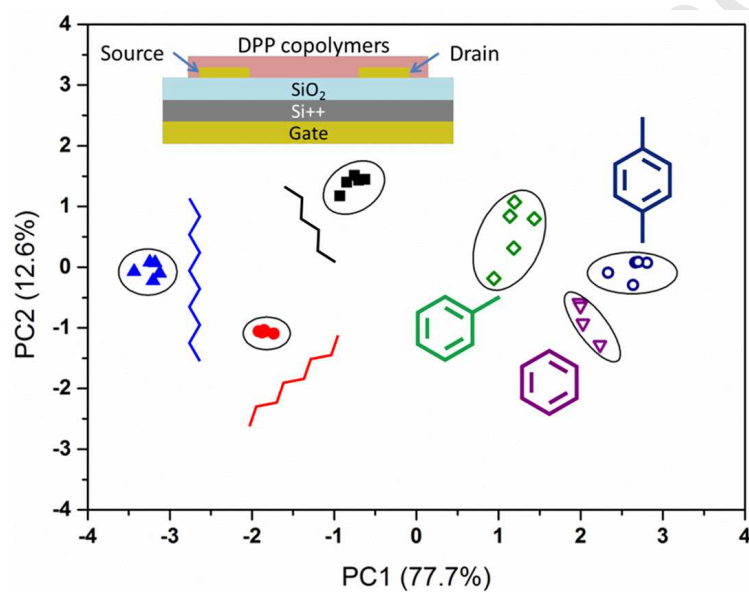 4
3
2
1
0
-1
-2
-3
-4
PC2 (12.6%)
Source
DPP copolymers
Drain
SiO2
Si++
Gate
-4 -3 -2 -1 0 1 2 3 4
PC1 (77.7%)